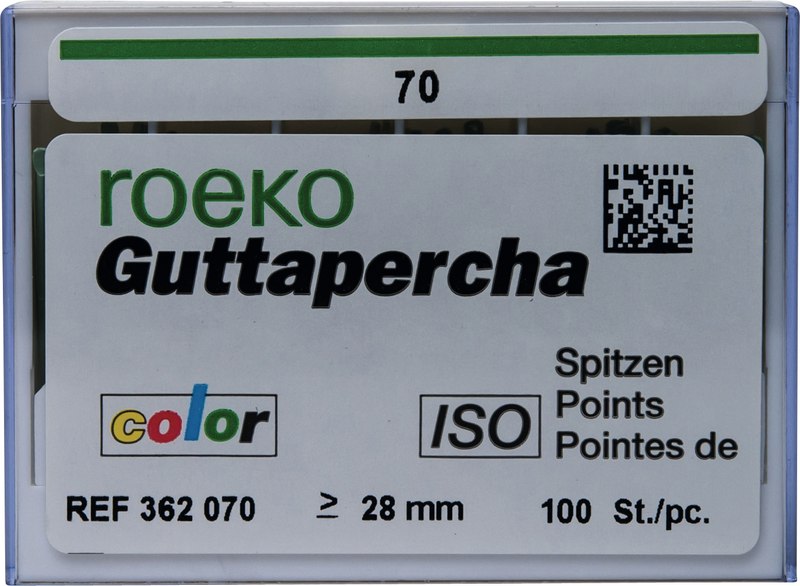 70
roeko
Guttapercha
Spitzen
color ISO Points
Pointes de
REF 362 070 ≥ 28 mm 100 St./pc.